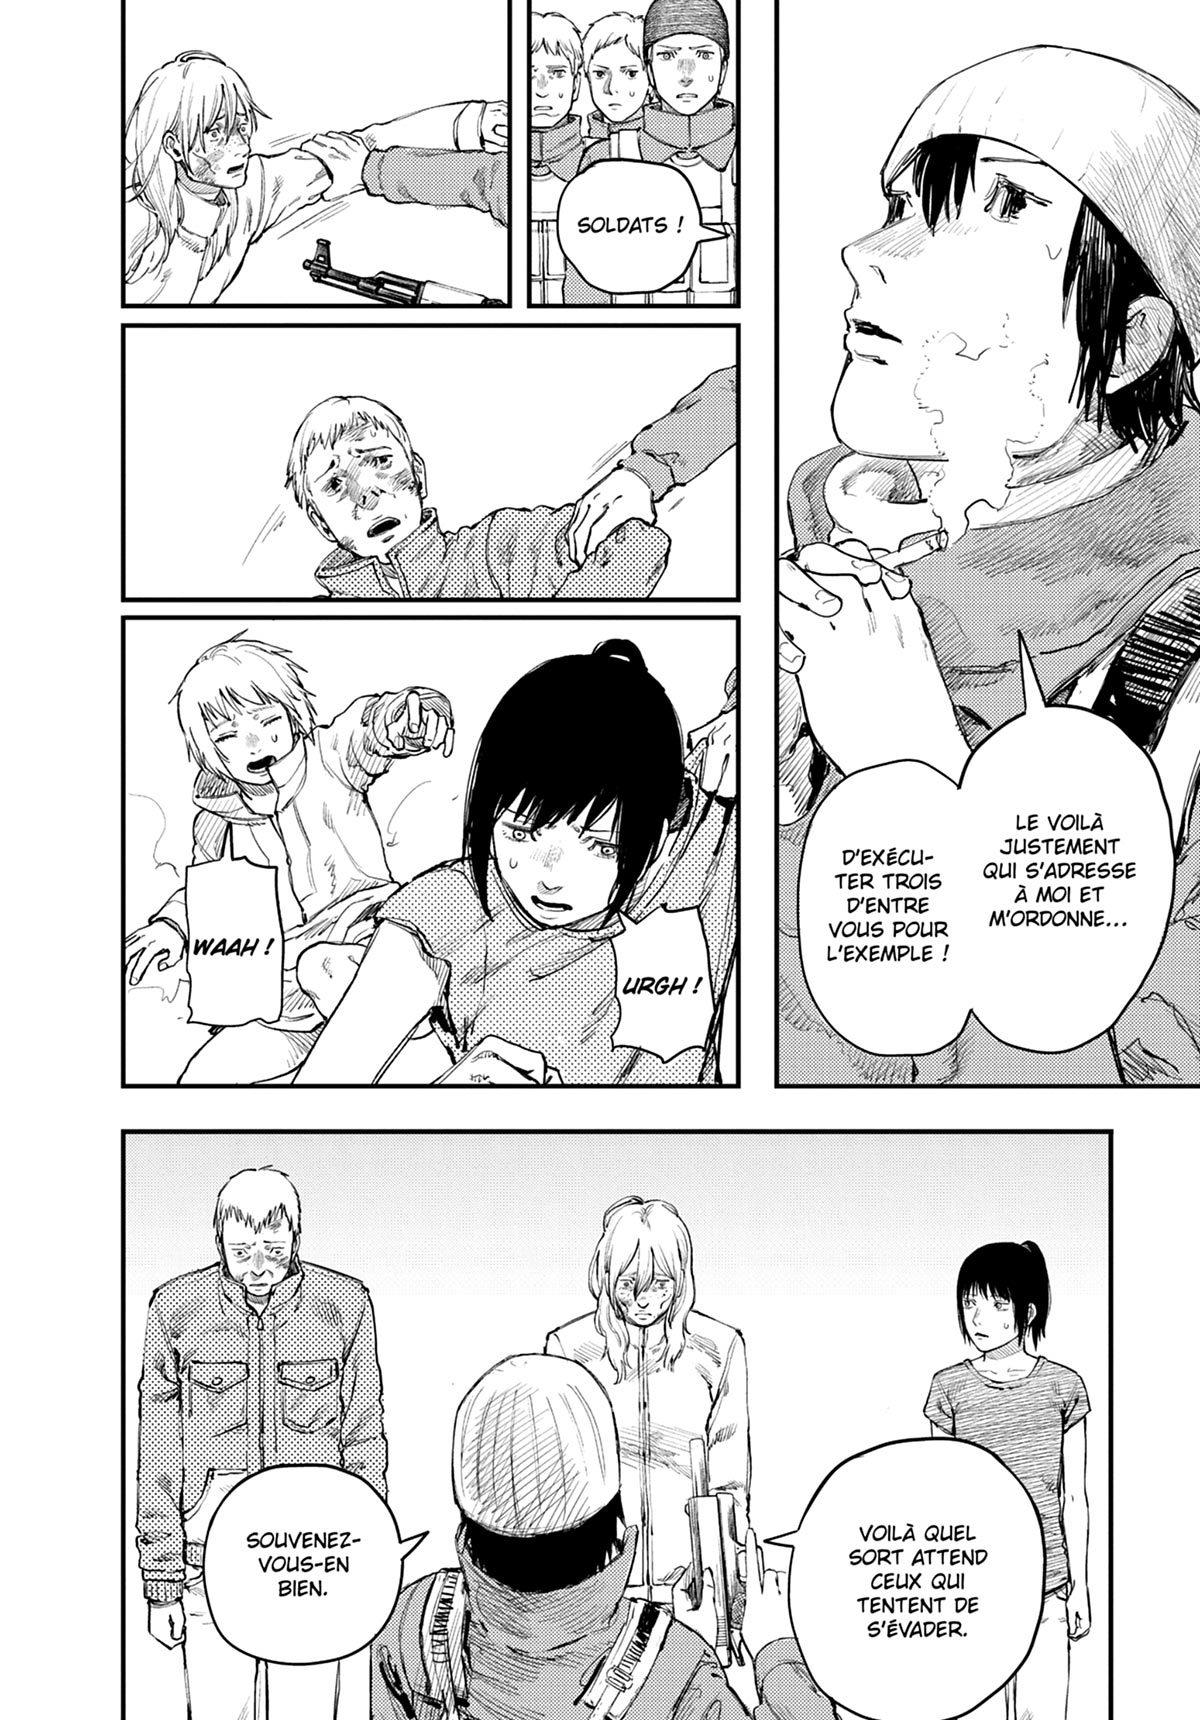 LE VOILÀ
JUSTEMENT
QUI S'ADRESSE
À MOI ET
M'ORDONNE...
D'EXÉCU-
TER TROIS
D'ENTRE
VOUS POUR
L'EXEMPLE !
SOLDATS !
URGH !
WAAH !
VOILÀ QUEL
SORT ATTEND
CEUX QUI
TENTENT DE
S'ÉVADER.
SOUVENEZ-
VOUS-EN
BIEN.